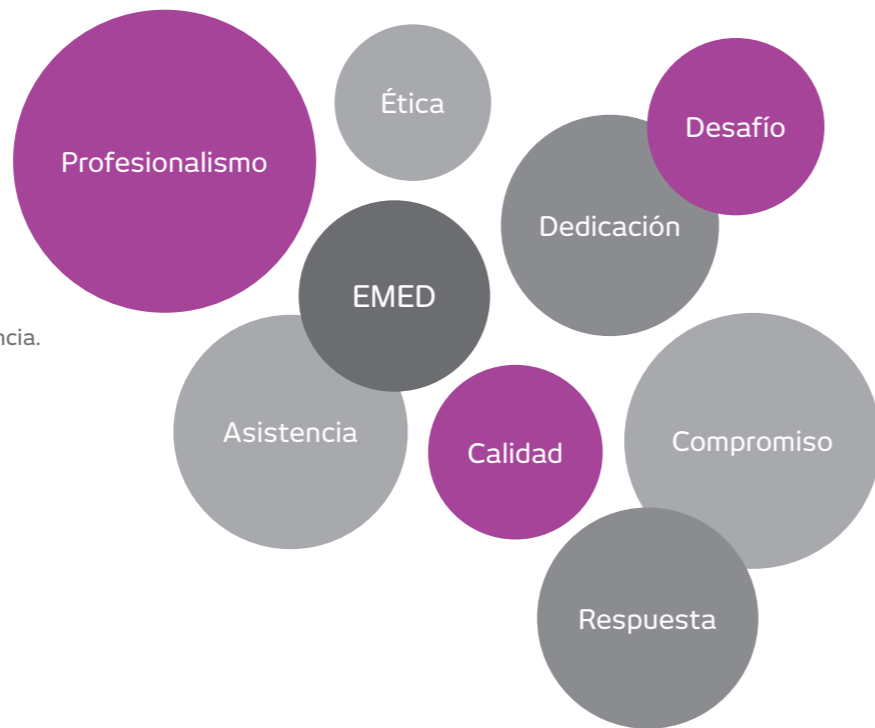 Profesionalismo
Ética
Desafío
Dedicación
EMED
ncia.
Asistencia
Calidad
Compromiso
Respuesta